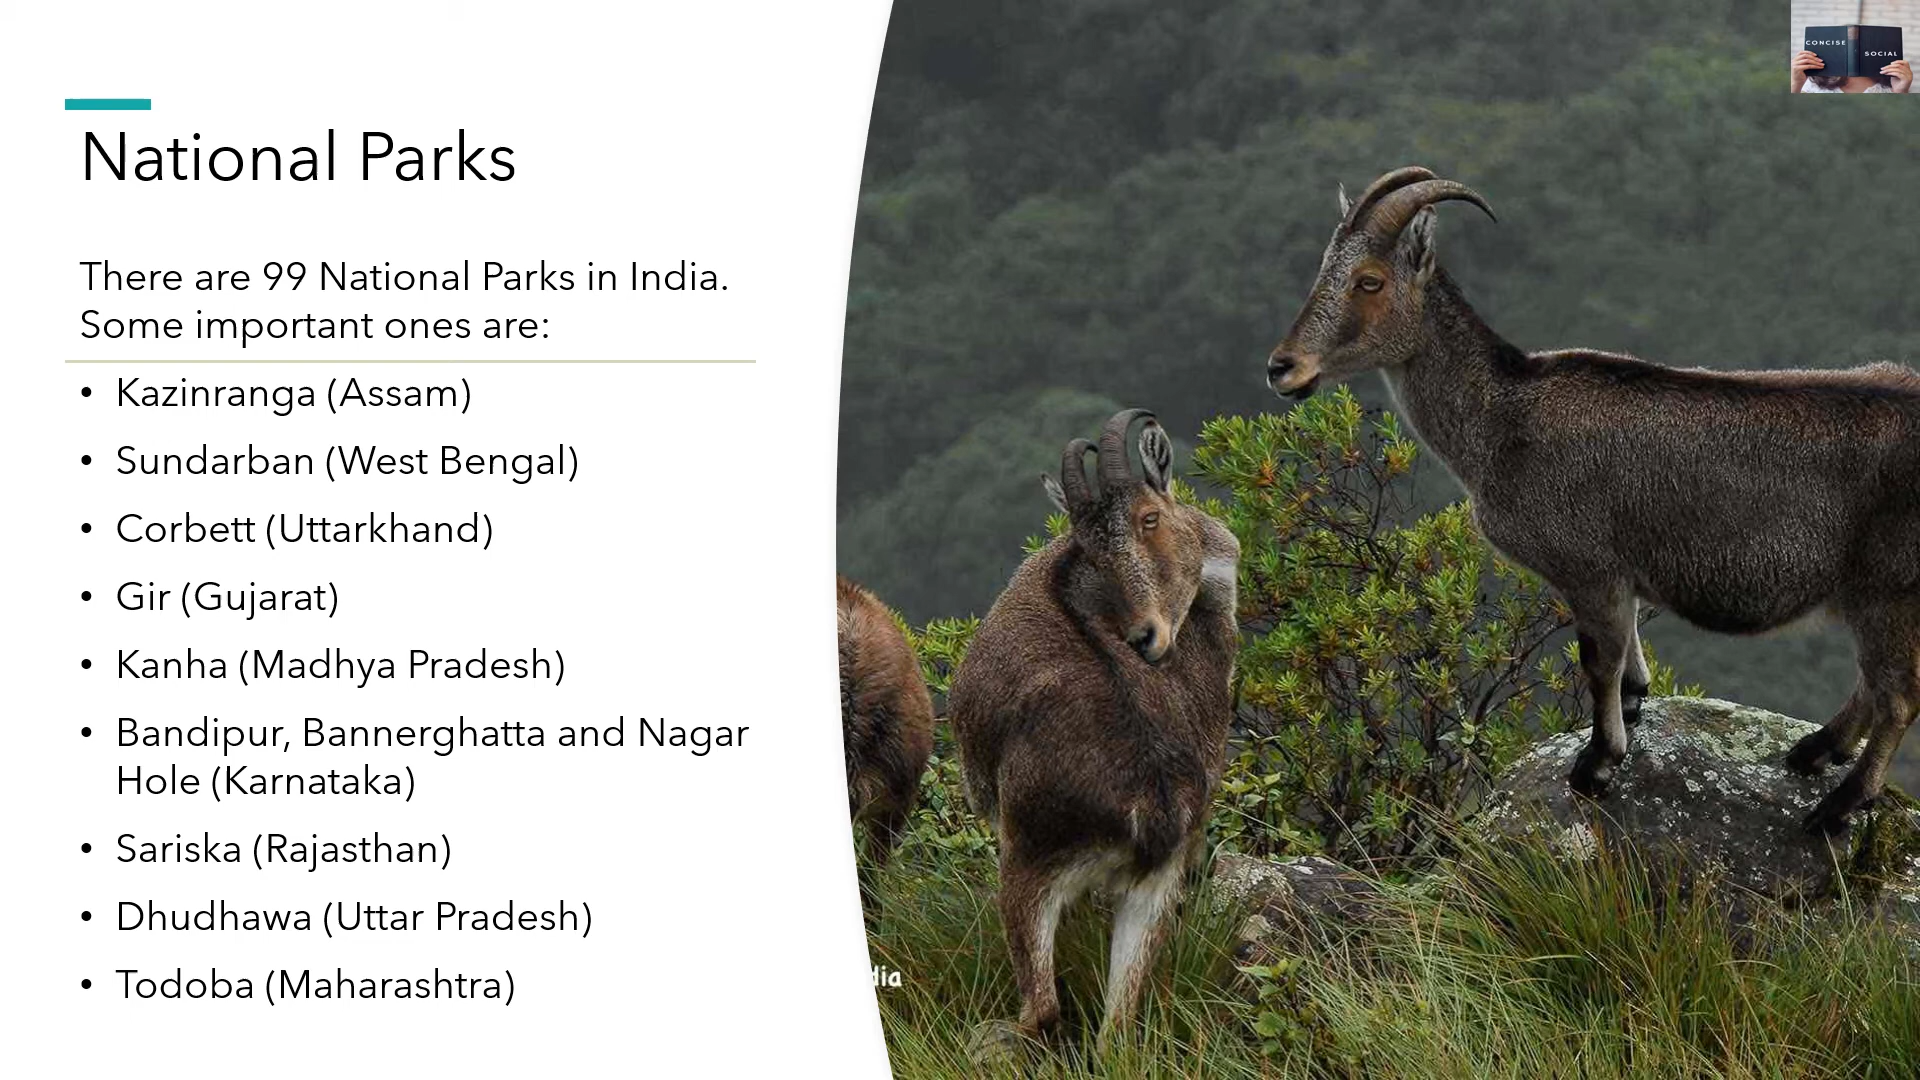 National Parks
There are 99 National Parks in India.
Some important ones are:
• Kazinranga (Assam)
• Sundarban (West Bengal)
• Corbett (Uttarkhand)
• Gir (Gujarat)
• Kanha (Madhya Pradesh)
• Bandipur, Bannerghatta and Nagar
Hole (Karnataka)
• Sariska (Rajasthan)
• Dhudhawa (Uttar Pradesh)
• Todoba (Maharashtra)
CONCISE
SOCIAL
dia